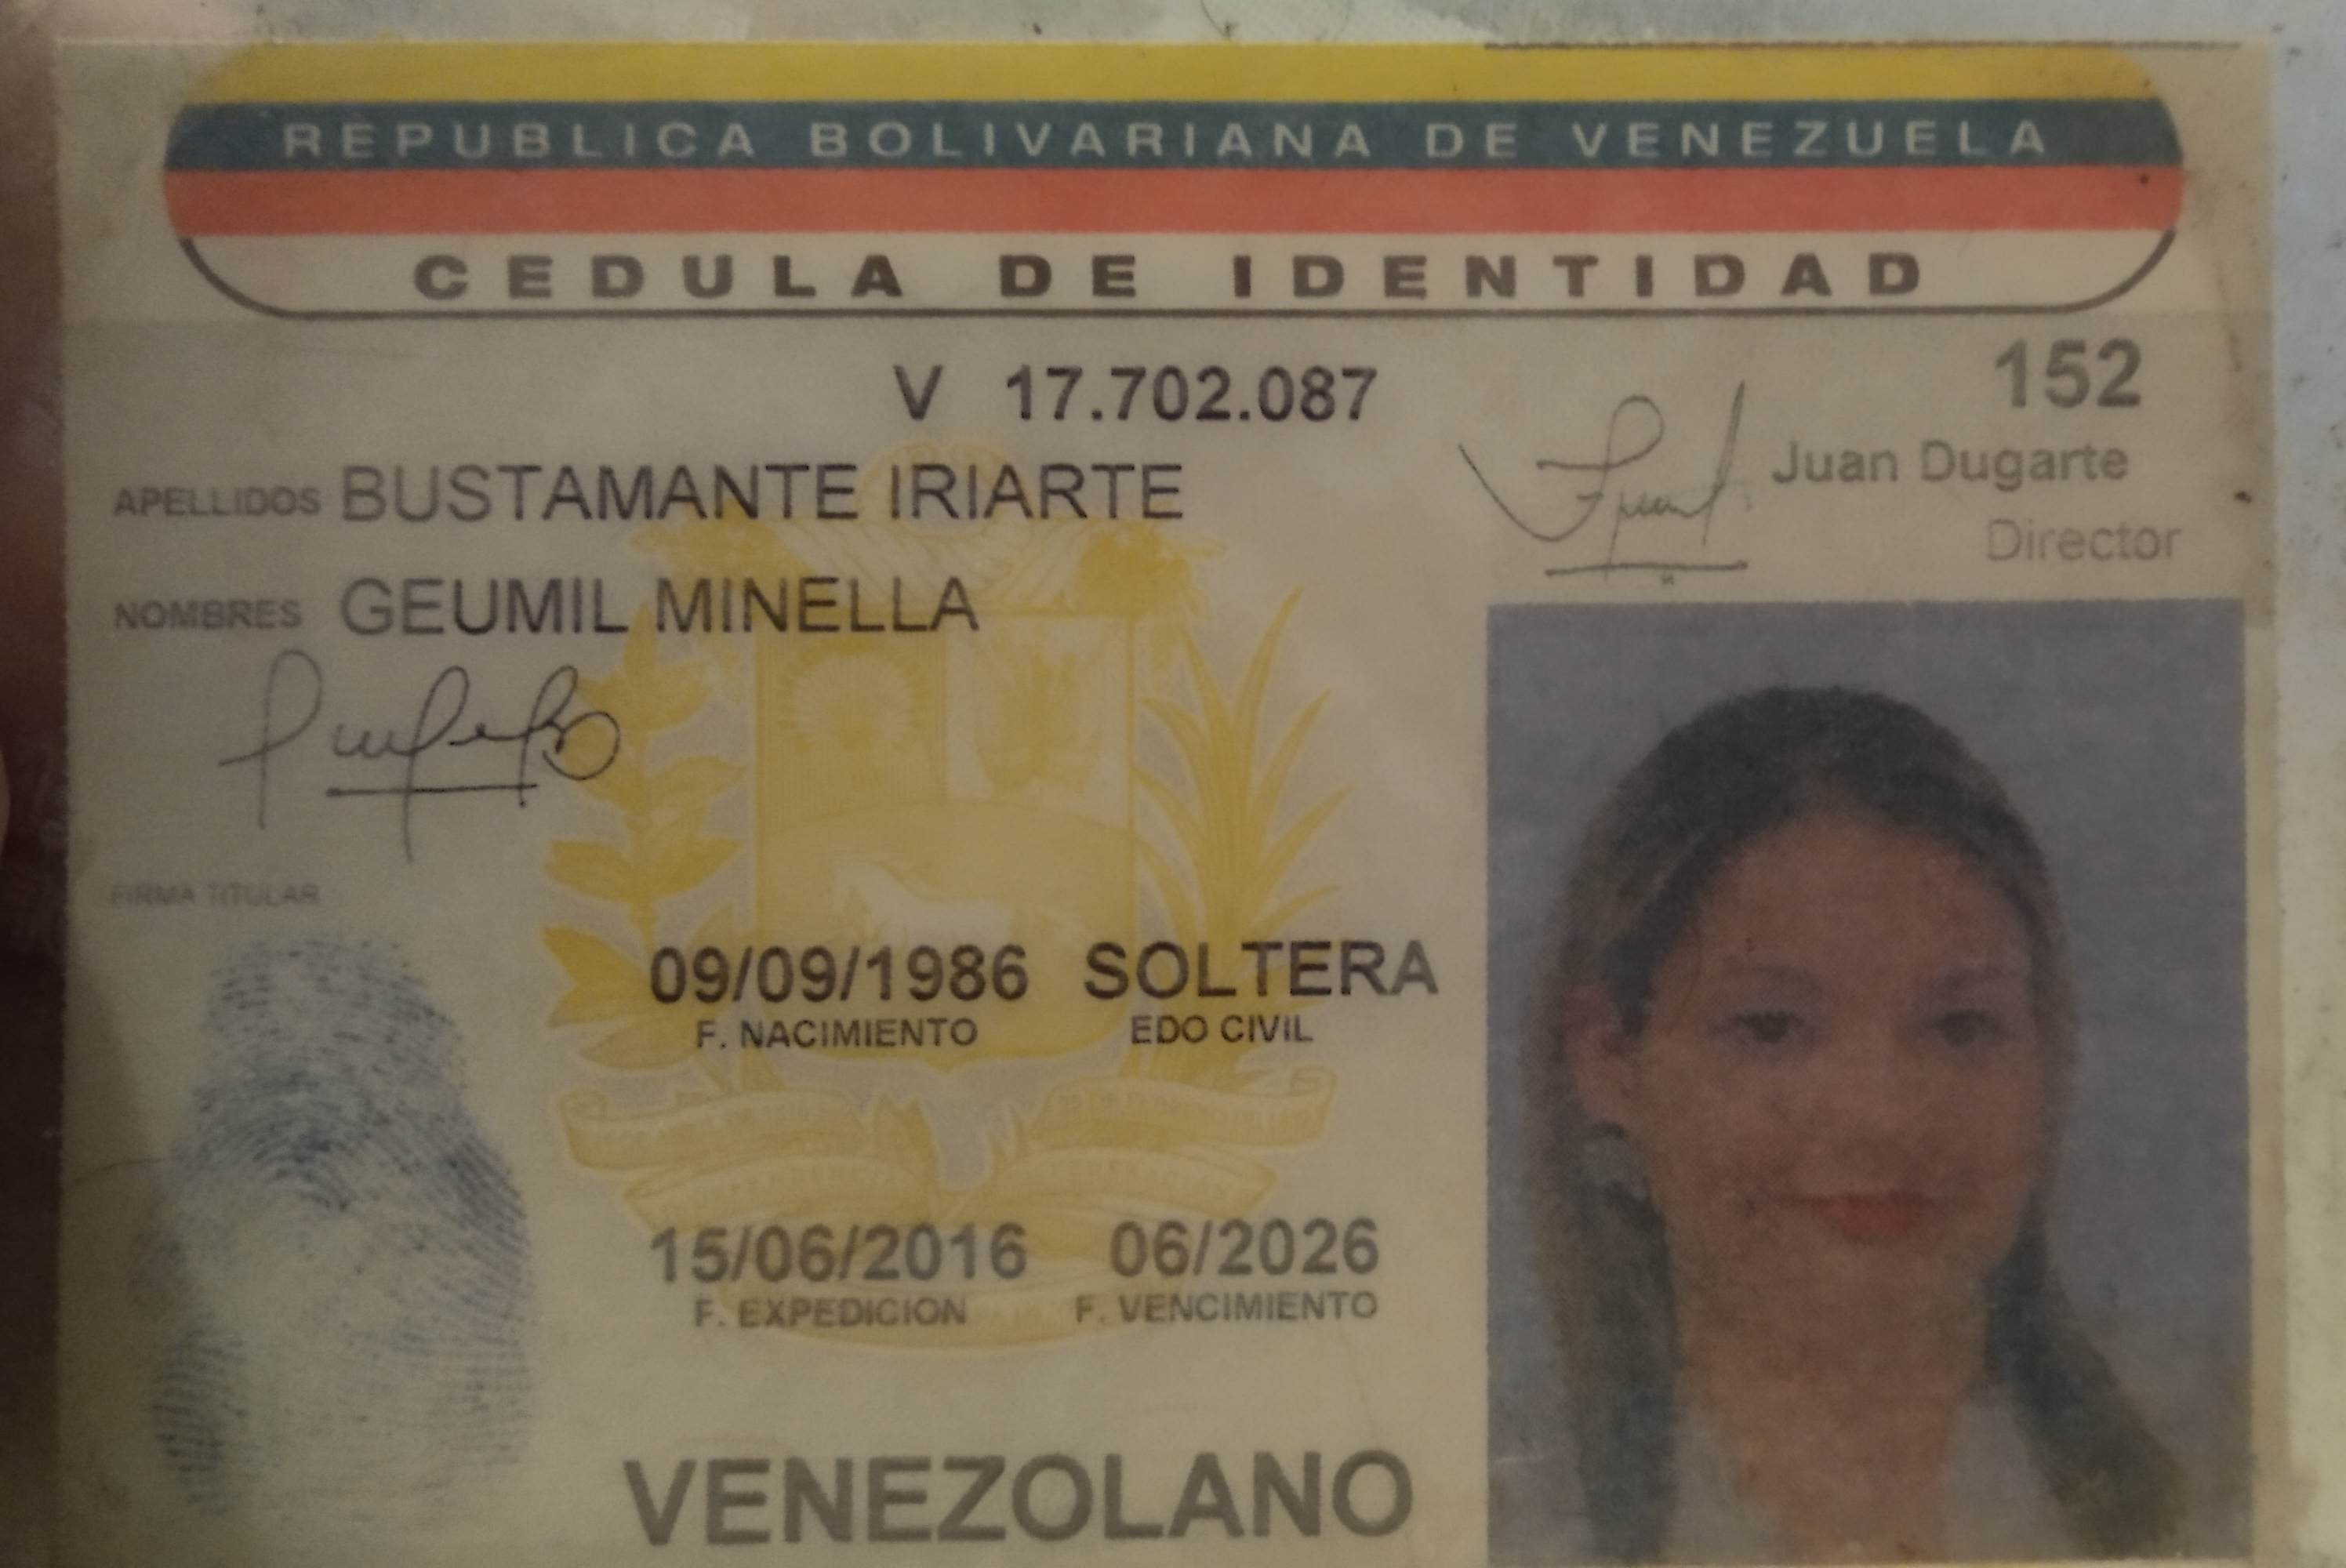 REPUBLICA BOLIVARIANA DE VENEZUELA
CEDULA DE IDENTIDAD
V 17.702.087
152
Juan Dugarte
Director
APELLIDOS BUSTAMANTE IRIARTE
NOMBRES GEUMIL MINELLA
FIRMA TITULAR
09/09/1986 SOLTERA
F. NACIMIENTO EDO CIVIL
15/06/2016 06/2026
F. EXPEDICION F. VENCIMIENTO
VENEZOLANO